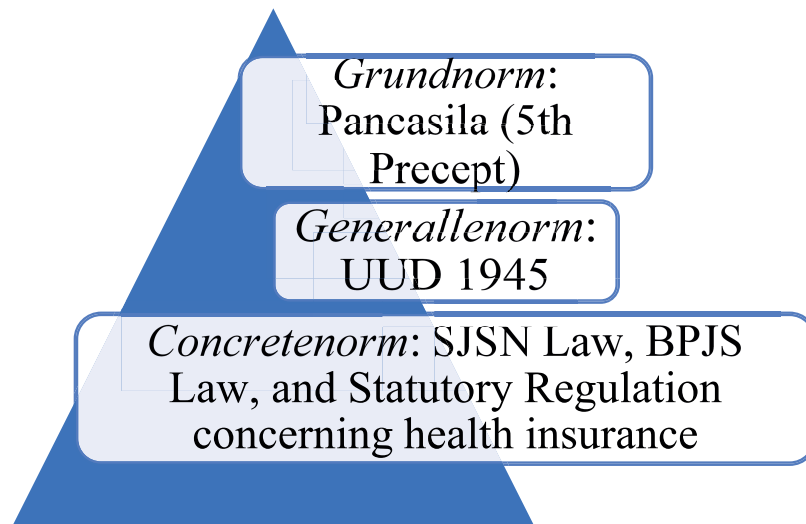 Grundnorm:
Pancasila (5th
Precept)
Generallenorm:
UUD 1945
Concretenorm: SJSN Law, BPJS
Law, and Statutory Regulation
concerning health insurance